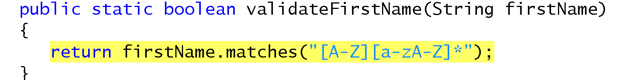 public static boolean validateFirstName(String firstName)
{
return firstName.matches("[A-Z][a-zA-Z]*");
}